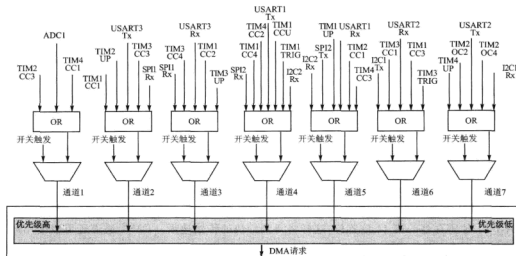 ADC1
TIM2
CC3
TIM4
CC1
USART3
Tx
TIM2
UP
TIM3
CC3
TIM1
CC1
SPI1
Rx
USART3
Rx
TIM3
CC4
TIM1
CC2
SPI1
Rx
TIM3
UP
USART1
Tx
TIM4
CC2
TIM1
CCU
TIM1
CC4
TIM1
TRIG
SPI2
Rx
I2C2
Rx
TIM1
UP
USART1
Rx
SPI2
Tx
TIM2
CC1
I2C2
Rx
TIM4
CC3
USART2
Rx
TIM3
CC1
TIM1
CC3
I2C1
Tx
TIM3
TRIG
USART2
Tx
TIM2
OC2
TIM2
OC4
TIM4
UP
I2C1
Rx
OR OR OR OR OR OR OR
开关触发 开关触发 开关触发 开关触发 开关触发 开关触发 开关触发
通道1 通道2 通道3 通道4 通道5 通道6 通道7
优先级高 优先级低
DMA请求